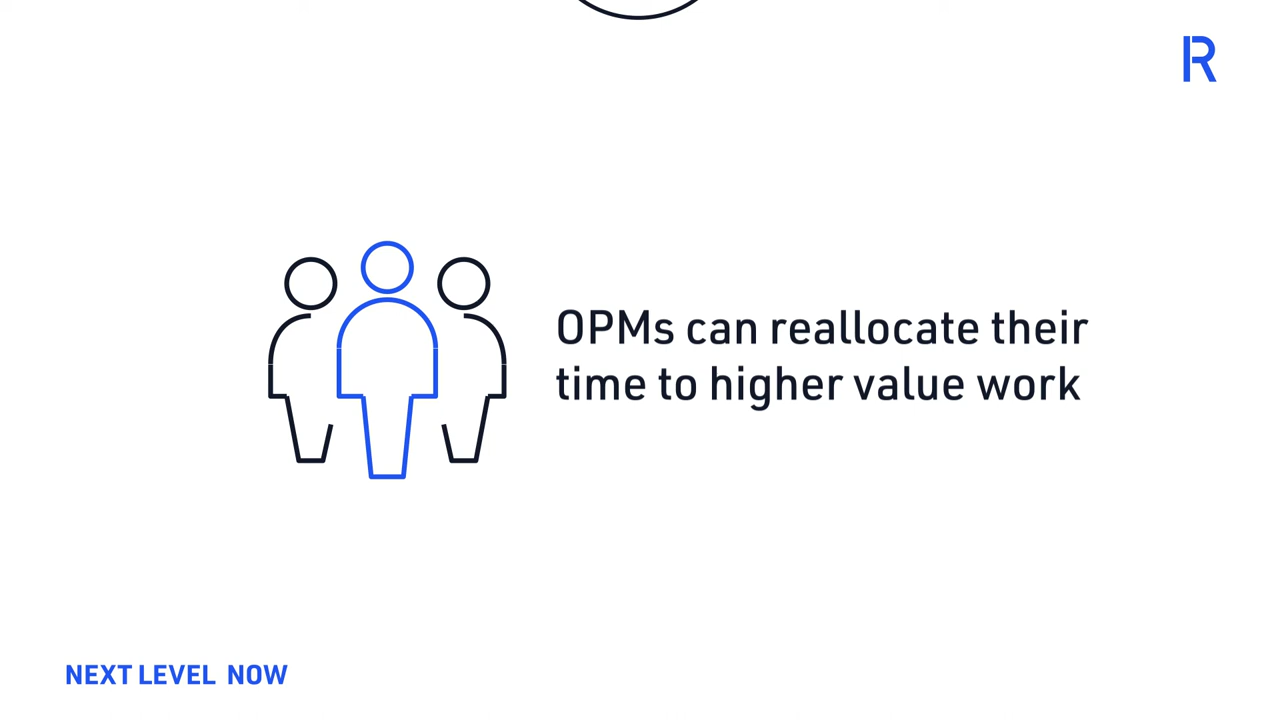 R
OPMs can reallocate their
time to higher value work
NEXT LEVEL NOW